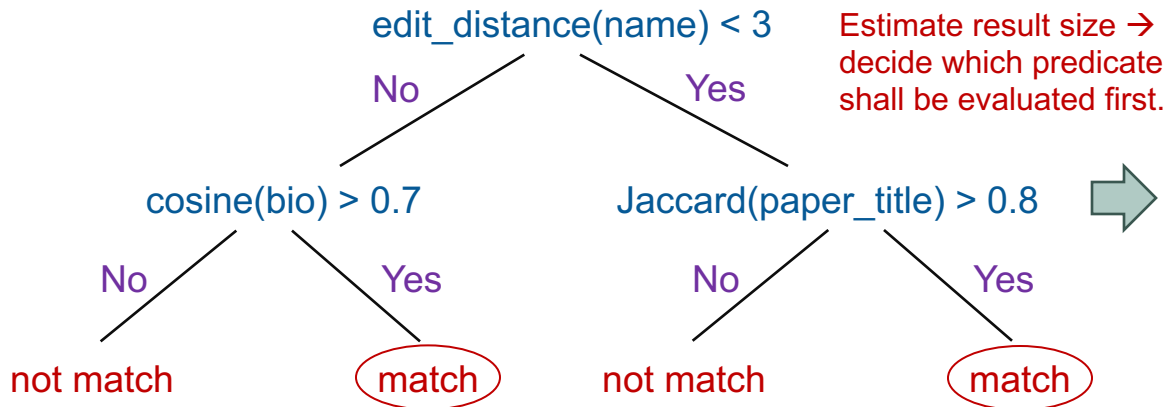 edit_distance(name) < 3
Estimate result size →
decide which predicate
shall be evaluated first.
No
Yes
cosine(bio) > 0.7
Jaccard(paper_title) > 0.8
No
Yes
No
Yes
not match
match
not match
match